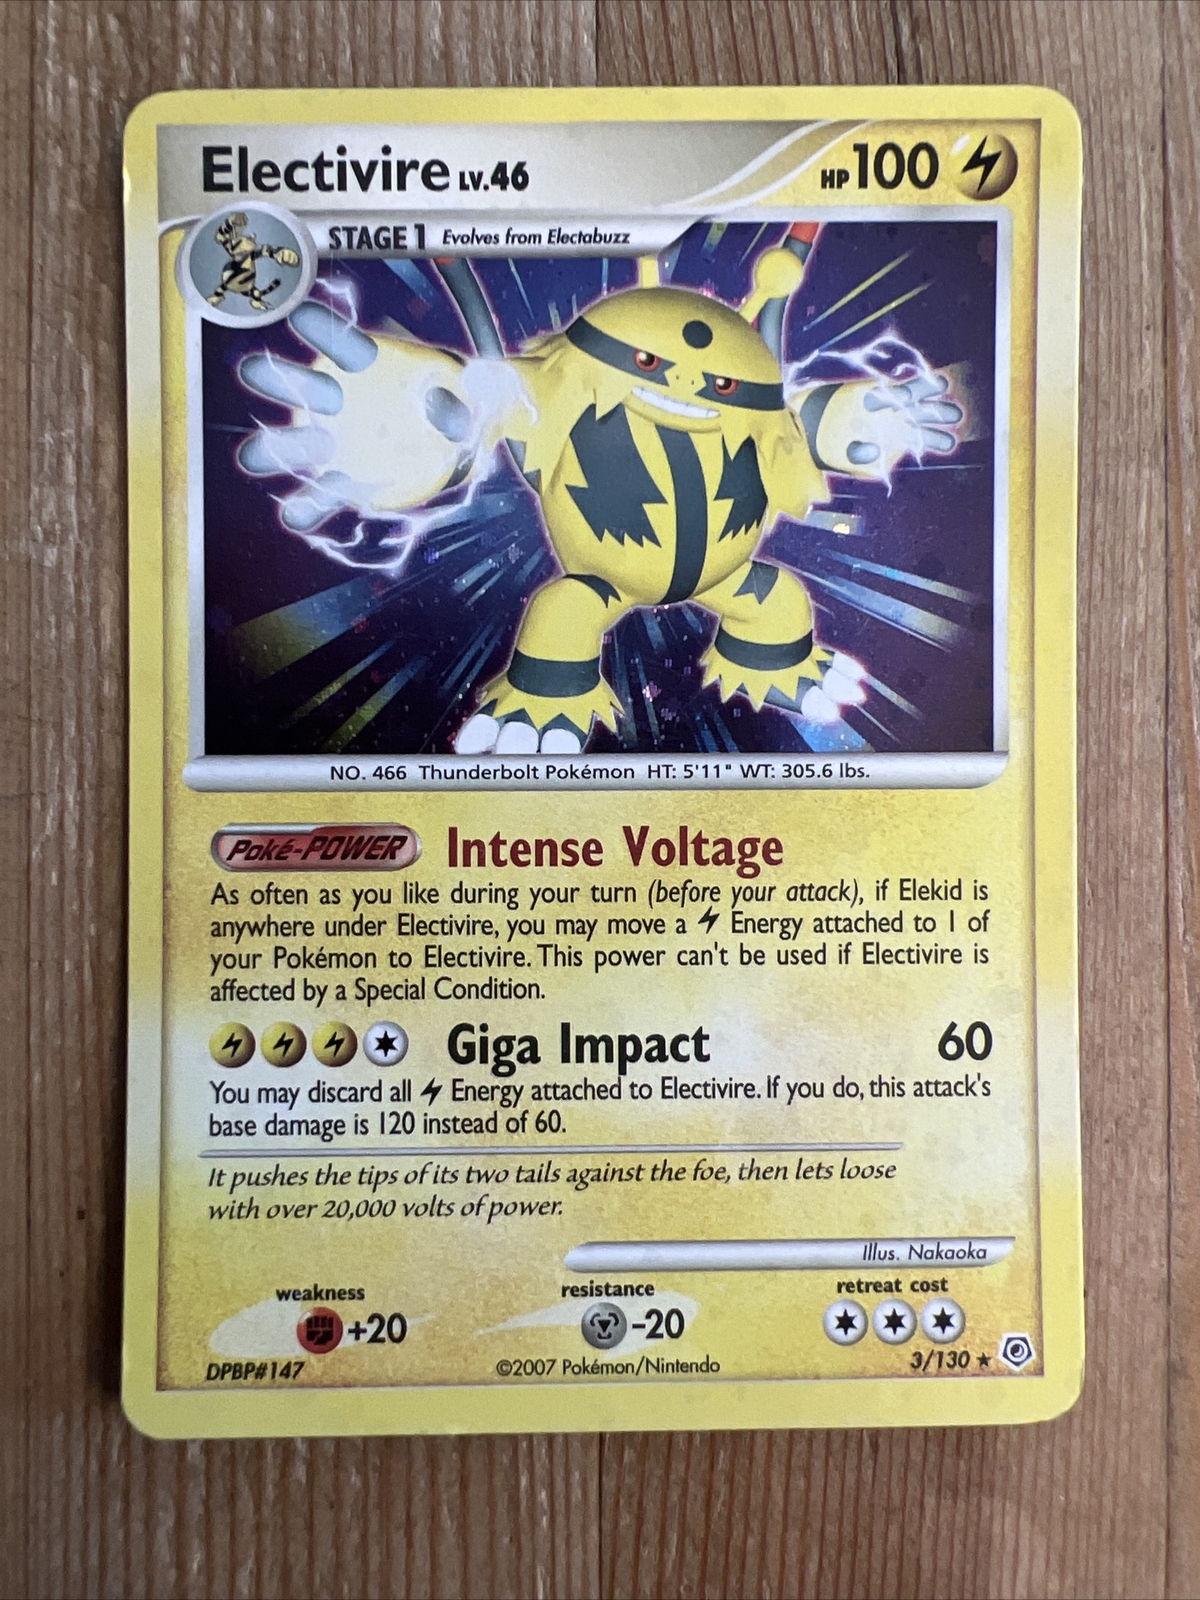 Electivire LV.46 HP 100
STAGE 1 Evolves from Electabuzz
NO. 466 Thunderbolt Pokémon HT: 5'11" WT: 305.6 lbs.
Poké-POWER Intense Voltage
As often as you like during your turn (before your attack), if Elekid is
anywhere under Electivire, you may move a Energy attached to 1 of
your Pokémon to Electivire. This power can't be used if Electivire is
affected by a Special Condition.
Giga Impact 60
You may discard all Energy attached to Electivire. If you do, this attack's
base damage is 120 instead of 60.
It pushes the tips of its two tails against the foe, then lets loose
with over 20,000 volts of power.
Illus. Nakaoka
weakness resistance retreat cost
+20 -20
DPBP#147 ©2007 Pokémon/Nintendo 3/130 ★